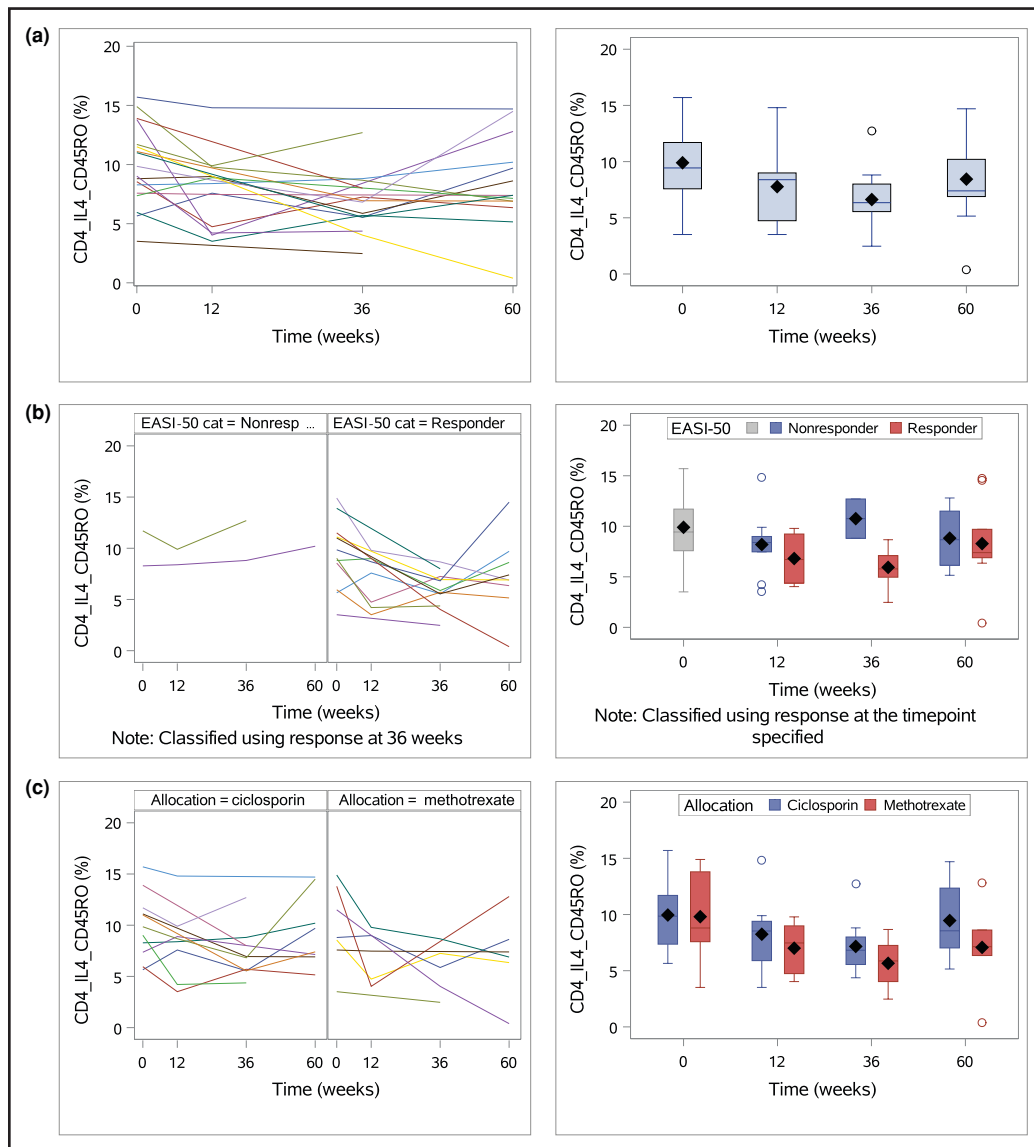 (a)
CD4_IL4_CD45RO (%)
20
15
10
5
0
0 12 36 60
Time (weeks)
CD4_IL4_CD45RO (%)
20
15
10
5
0
0 12 36 60
Time (weeks)
(b)
EASI-50 cat = Nonresp ... EASI-50 cat = Responder
CD4_IL4_CD45RO (%)
20
15
10
5
0
0 12 36 60 0 12 36 60
Time (weeks) Time (weeks)
Note: Classified using response at 36 weeks
EASI-50 Nonresponder Responder
CD4_IL4_CD45RO (%)
20
15
10
5
0
0 12 36 60
Time (weeks)
Note: Classified using response at the timepoint
specified
(c)
Allocation = ciclosporin Allocation = methotrexate
CD4_IL4_CD45RO (%)
20
15
10
5
0
0 12 36 60 0 12 36 60
Time (weeks) Time (weeks)
Allocation Ciclosporin Methotrexate
CD4_IL4_CD45RO (%)
20
15
10
5
0
0 12 36 60
Time (weeks)